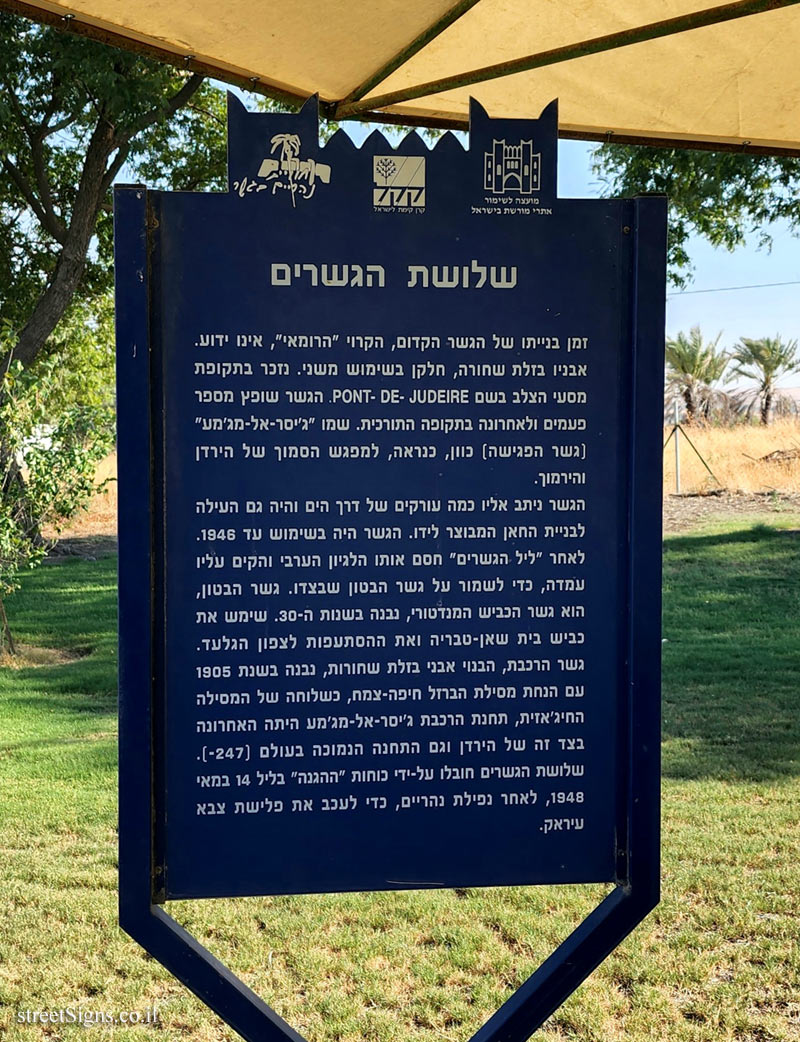 נהריים בגשר
קקל
קרן קימת לישראל
מועצה לשימור
אתרי מורשת בישראל
שלושת הגשרים
זמן בנייתו של הגשר הקדום, הקרוי "הרומאי", אינו ידוע.
אבניו בזלת שחורה, חלקן בשימוש משני. נזכר בתקופת
מסעי הצלב בשם PONT- DE- JUDEIRE. הגשר שופץ מספר
פעמים ולאחרונה בתקופה התורכית. שמו "ג'יסר-אל-מג'מע"
(גשר הפגישה) כוון, כנראה, למפגש הסמוך של הירדן
והירמוך.
הגשר ניתב אליו כמה עורקים של דרך הים והיה גם העילה
לבניית החאן המבוצר לידו. הגשר היה בשימוש עד 1946.
לאחר "ליל הגשרים" חסם אותו הלגיון הערבי והקים עליו
עמדה, כדי לשמור על גשר הבטון שבצדו. גשר הבטון,
הוא גשר הכביש המנדטורי, נבנה בשנות ה-30. שימש את
כביש בית שאן-טבריה ואת ההסתעפות לצפון הגלעד.
גשר הרכבת, הבנוי אבני בזלת שחורות, נבנה בשנת 1905
עם הנחת מסילת הברזל חיפה-צמח, כשלוחה של המסילה
החיג'אזית, תחנת הרכבת ג'יסר-אל-מג'מע היתה האחרונה
בצד זה של הירדן וגם התחנה הנמוכה בעולם (247-).
שלושת הגשרים חובלו על-ידי כוחות "ההגנה" בליל 14 במאי
1948, לאחר נפילת נהריים, כדי לעכב את פלישת צבא
עיראק.
streetSigns.co.il